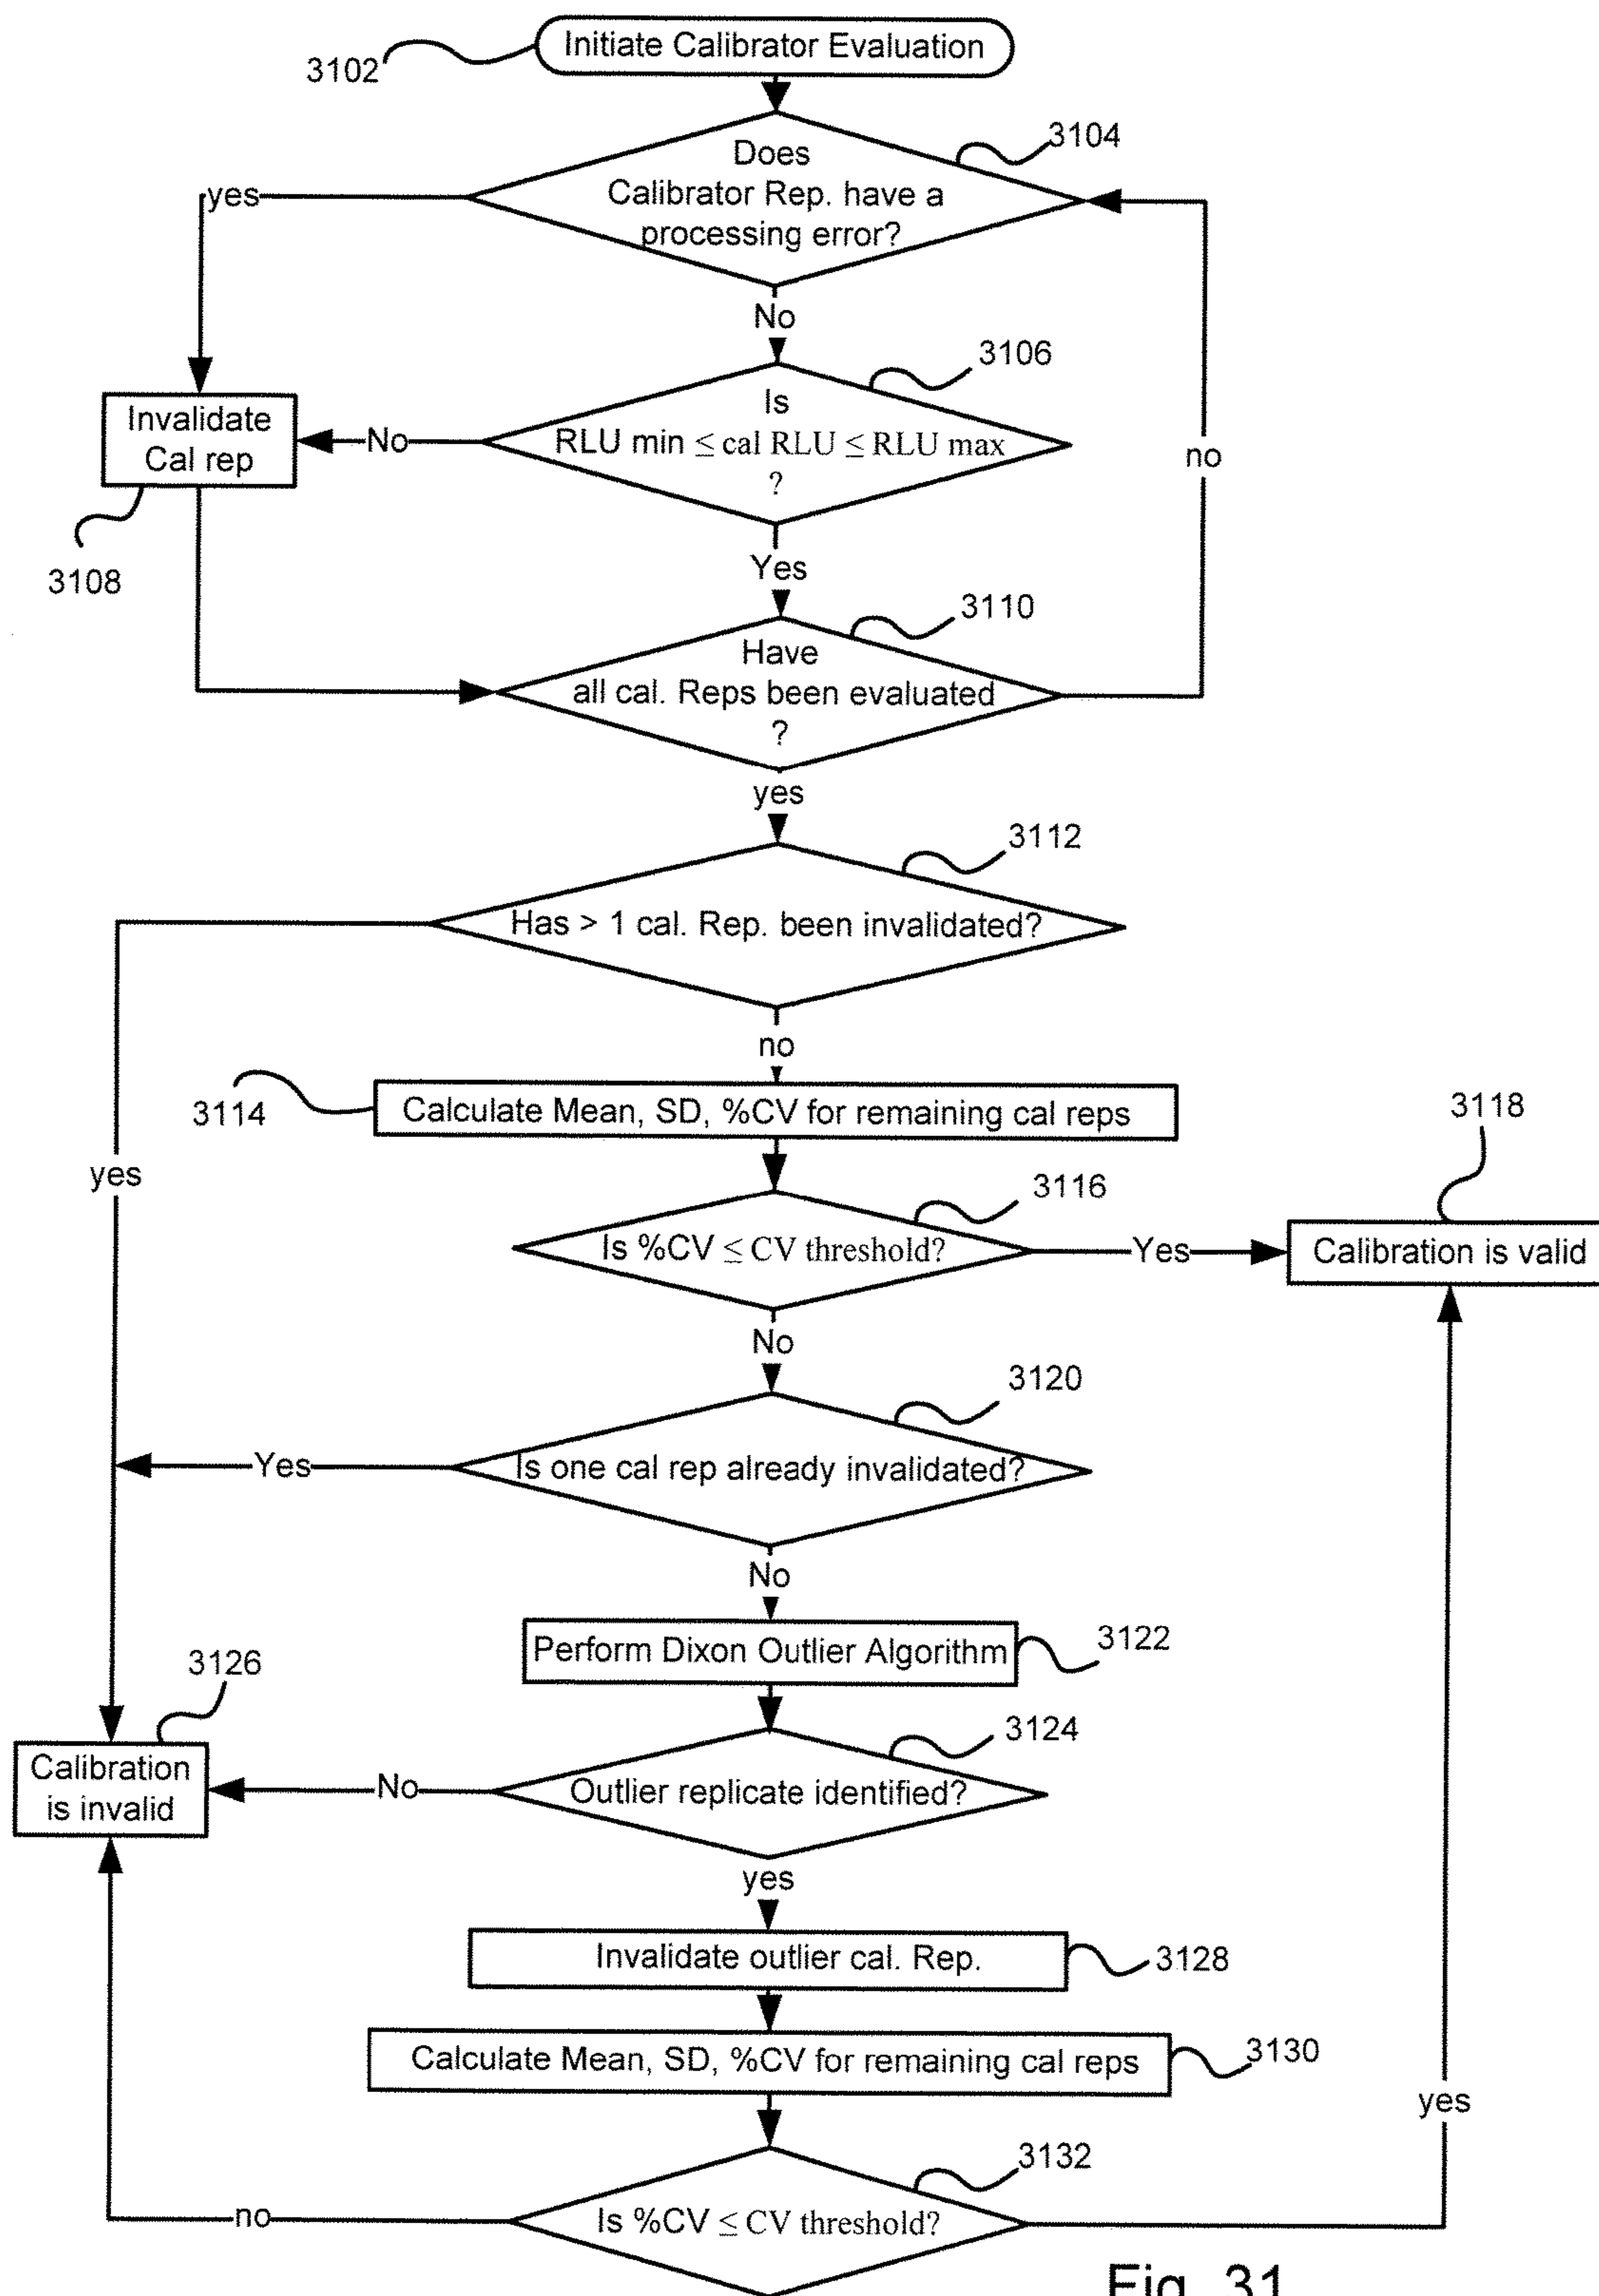 Initiate Calibrator Evaluation
3102
3104
Does
Calibrator Rep. have a
processing error?
yes
No
3106
Is
RLU min ≤ cal RLU ≤ RLU max
?
No
Invalidate
Cal rep
no
3108
Yes
3110
Have
all cal. Reps been evaluated
?
yes
3112
Has > 1 cal. Rep. been invalidated?
no
3114
Calculate Mean, SD, %CV for remaining cal reps
3118
yes
3116
Is %CV ≤ CV threshold?
Yes
Calibration is valid
No
3120
Is one cal rep already invalidated?
Yes
No
Perform Dixon Outlier Algorithm
3122
3126
3124
Calibration
is invalid
No
Outlier replicate identified?
yes
Invalidate outlier cal. Rep.
3128
Calculate Mean, SD, %CV for remaining cal reps
3130
yes
3132
Is %CV ≤ CV threshold?
no
Fig. 31